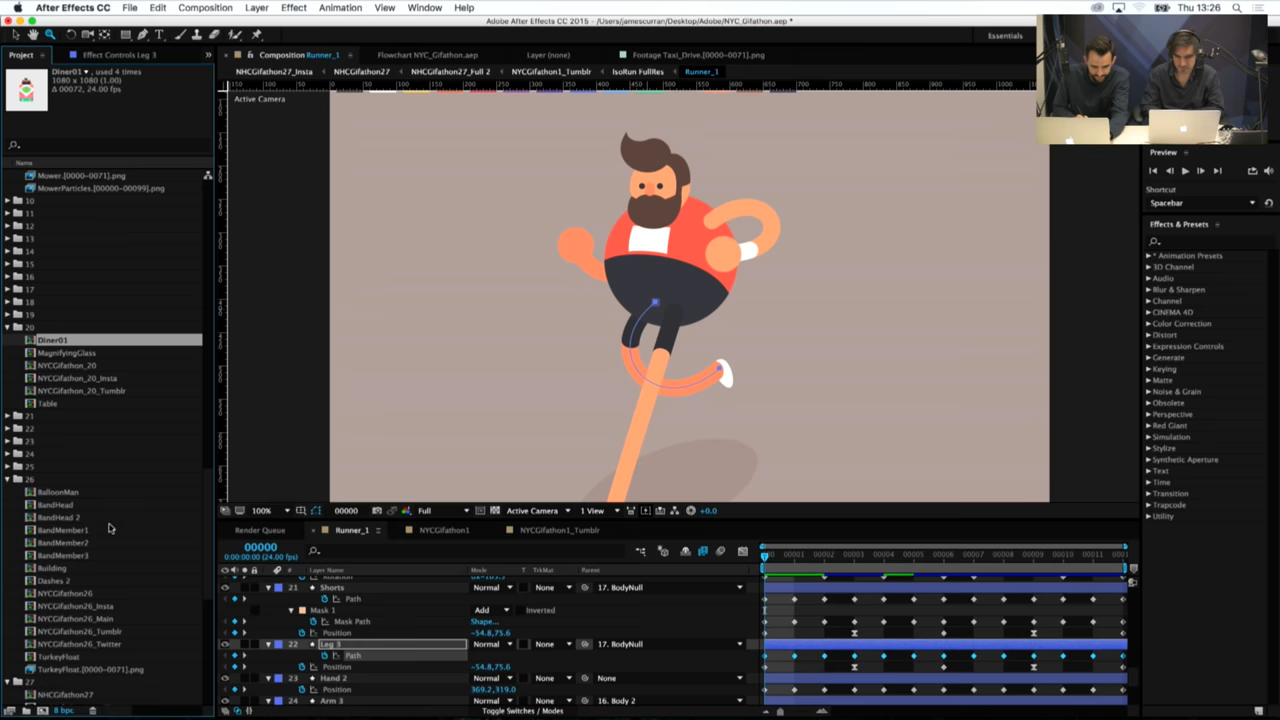 After Effects CC File Edit Composition Layer Effect Animation View Window Help
Thu 13:26
Adobe After Effects CC 2015 - /Users/jamescurran/Desktop/Adobe/NYC_Gifathon.aep *
Essentials
Project
Effect Controls Leg 3
Composition Runner_1
Flowchart NYC_Gifathon.aep
Layer (none)
Footage Taxi_Drive.[0000-0071].png
Diner01 , used 4 times
1080 x 1080 (1.00)
Δ 00072, 24.00 fps
NHCGifathon27_Insta
NHCGifathon27
NHCGifathon27_Full 2
NYCGifathon1_Tumblr
IsoRun FullRes
Runner_1
Active Camera
Name
Mower.[0000-0071].png
MowerParticles.[00000-00099].png
10
11
12
13
14
15
16
17
18
19
20
Diner01
MagnifyingGlass
NYCGifathon_20
NYCGifathon_20_Insta
NYCGifathon_20_Tumblr
Table
21
22
23
24
25
26
BalloonMan
BandHead
BandHead 2
BandMember1
BandMember2
BandMember3
Building
Dashes 2
NYCGifathon26
NYCGifathon26_Insta
NYCGifathon26_Main
NYCGifathon26_Tumblr
NYCGifathon26_Twitter
TurkeyFloat
TurkeyFloat.[0000-0071].png
27
NHCGifathon27
8 bpc
Preview
Shortcut
Spacebar
Effects & Presets
* Animation Presets
3D Channel
Audio
Blur & Sharpen
Channel
CINEMA 4D
Color Correction
Distort
Expression Controls
Generate
Keying
Matte
Noise & Grain
Obsolete
Perspective
Red Giant
Simulation
Stylize
Synthetic Aperture
Text
Time
Transition
Trapcode
Utility
100%
00000
Full
Active Camera
1 View
+0.0
Render Queue
Runner_1
NYCGifathon1
NYCGifathon1_Tumblr
00000
0:00:00:00 (24.00 fps)
# Layer Name Mode T TrkMat Parent
00001 00002 00003 00004 00005 00006 00007 00008 00009 00010 00011
21 Shorts Normal None 17. BodyNull
Path
Mask 1 Add Inverted
Mask Path Shape...
Position -54.8,75.6
22 Leg 3 Normal None 17. BodyNull
Path
Position -54.8,75.6
23 Hand 2 Normal None None
Position 369.2,319.0
24 Arm 3 Normal None 16. Body 2
Toggle Switches / Modes